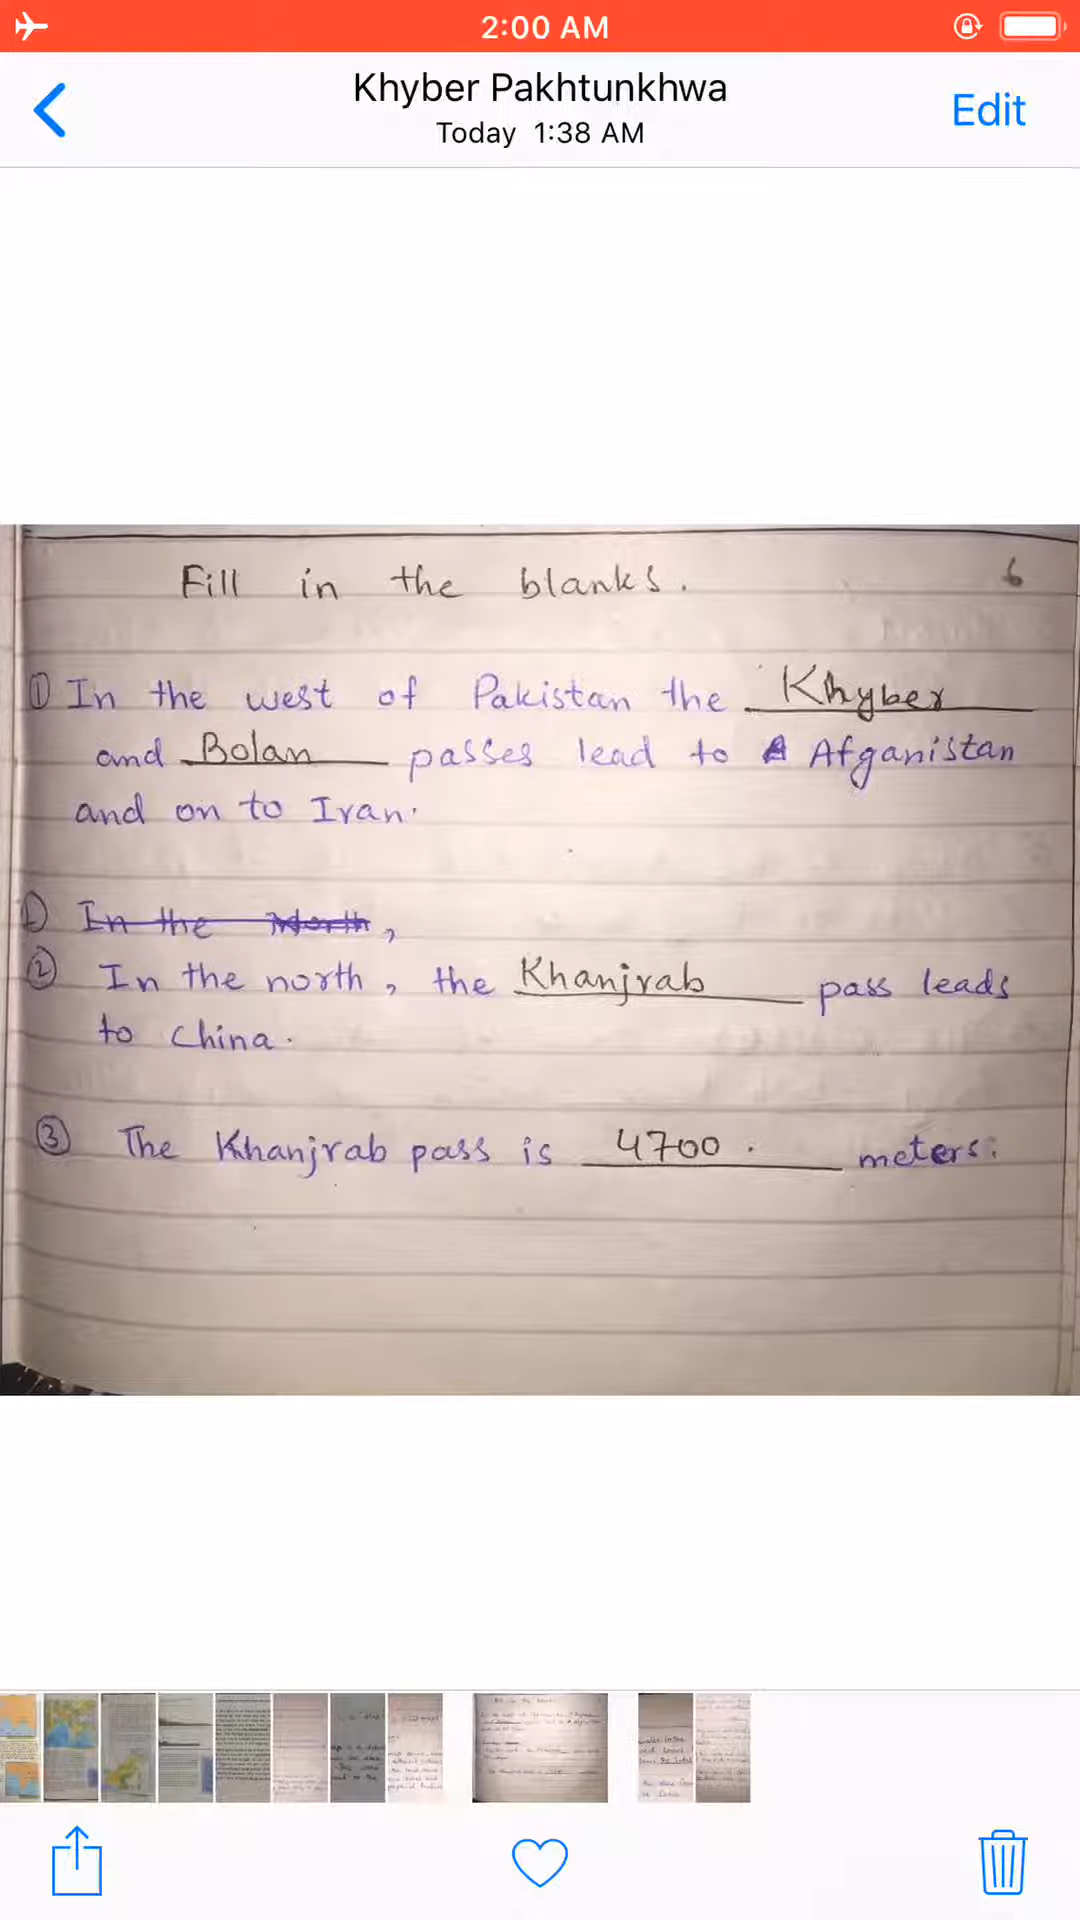 2:00 AM
Khyber Pakhtunkhwa
Today 1:38 AM
Edit
Fill in the blanks. 6
① In the west of Pakistan the Khyber
and Bolan passes lead to A Afganistan
and on to Iran.
① In the North,
② In the north, the Khanjrab pass leads
to China.
③ The Khanjrab pass is 4700. meters.